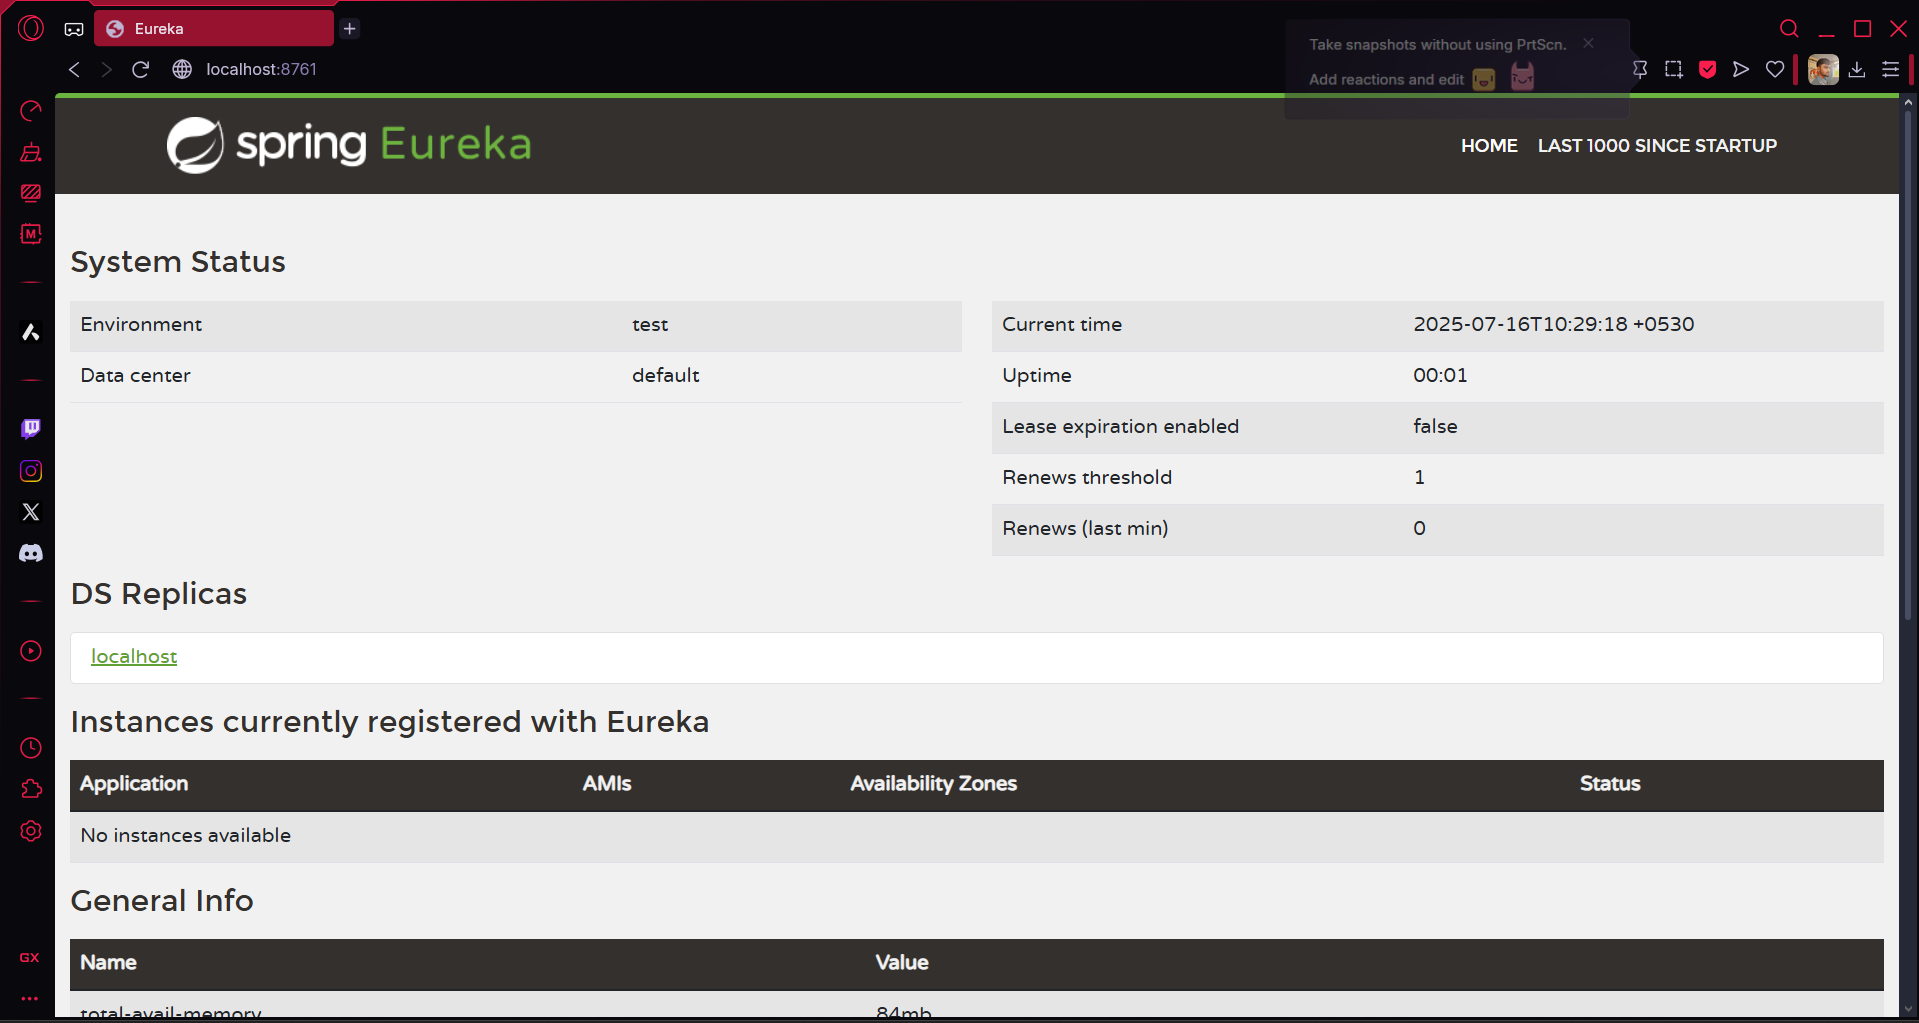 Eureka
Take snapshots without using PrtScn.
Add reactions and edit
localhost:8761
spring Eureka
HOME LAST 1000 SINCE STARTUP
System Status
Environment test
Data center default
Current time 2025-07-16T10:29:18 +0530
Uptime 00:01
Lease expiration enabled false
Renews threshold 1
Renews (last min) 0
DS Replicas
localhost
Instances currently registered with Eureka
Application AMIs Availability Zones Status
No instances available
General Info
Name Value
total-avail-memory 84mb
M
GX